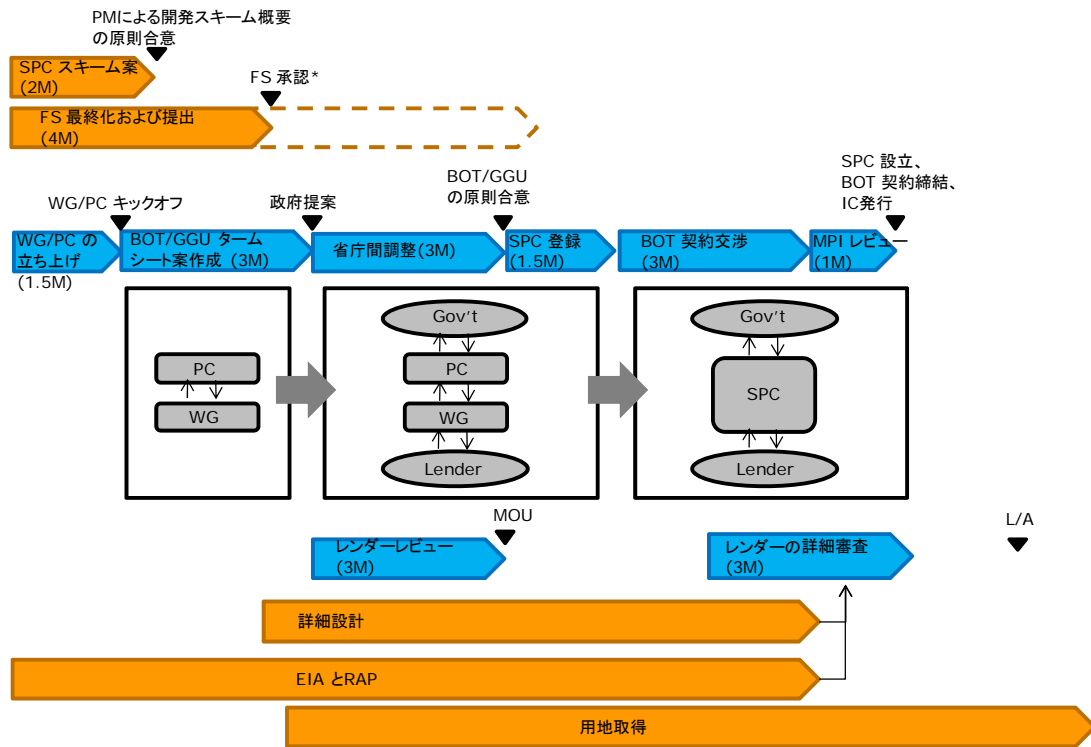 PMによる開発スキーム概要
の原則合意
SPC スキーム案
(2M)
FS 承認*
FS 最終化および提出
(4M)
WG/PC キックオフ
政府提案
BOT/GGU
の原則合意
SPC 設立、
BOT 契約締結、
IC発行
WG/PC の
立ち上げ
(1.5M)
BOT/GGU ターム
シート案作成 (3M)
省庁間調整(3M)
SPC 登録
(1.5M)
BOT 契約交渉
(3M)
MPI レビュー
(1M)
PC
WG
Gov't
PC
WG
Lender
Gov't
SPC
Lender
MOU
L/A
レンダーレビュー
(3M)
レンダーの詳細審査
(3M)
詳細設計
EIA とRAP
用地取得